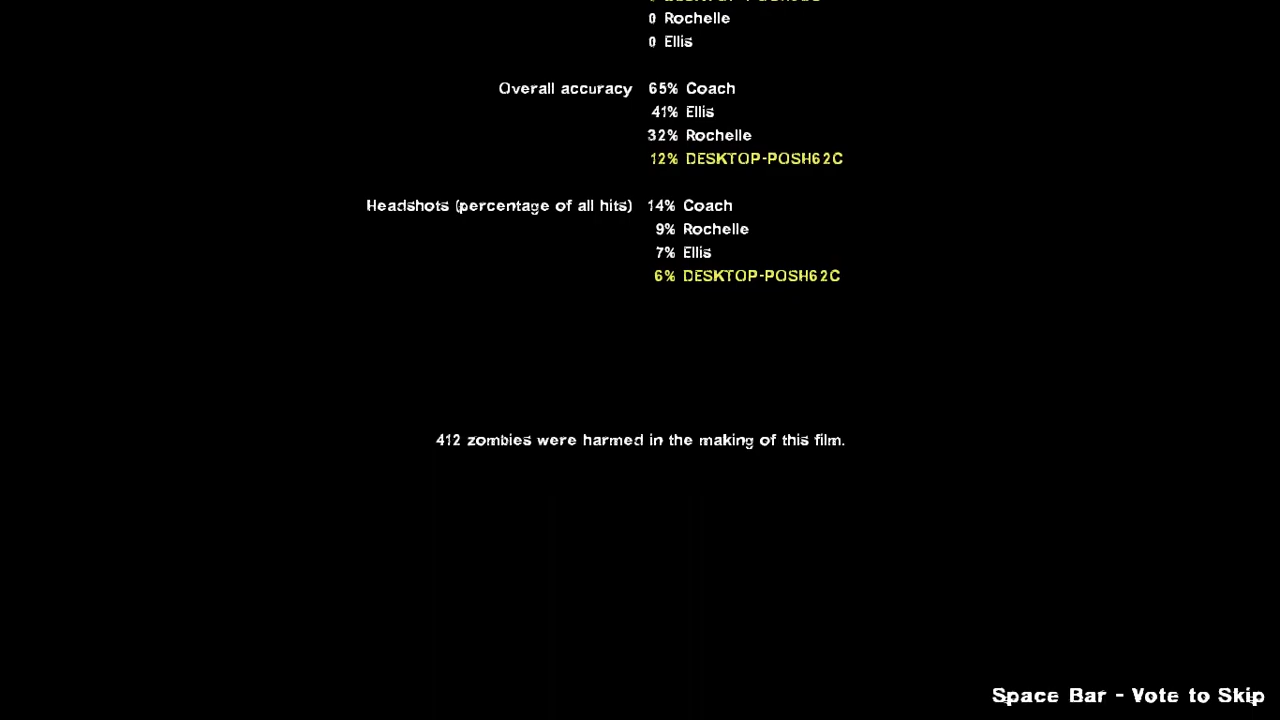 0 Rochelle
0 Ellis
Overall accuracy 65% Coach
41% Ellis
32% Rochelle
12% DESKTOP-POSH62C
Headshots (percentage of all hits) 14% Coach
9% Rochelle
7% Ellis
6% DESKTOP-POSH62C
412 zombies were harmed in the making of this film.
Space Bar - Vote to Skip